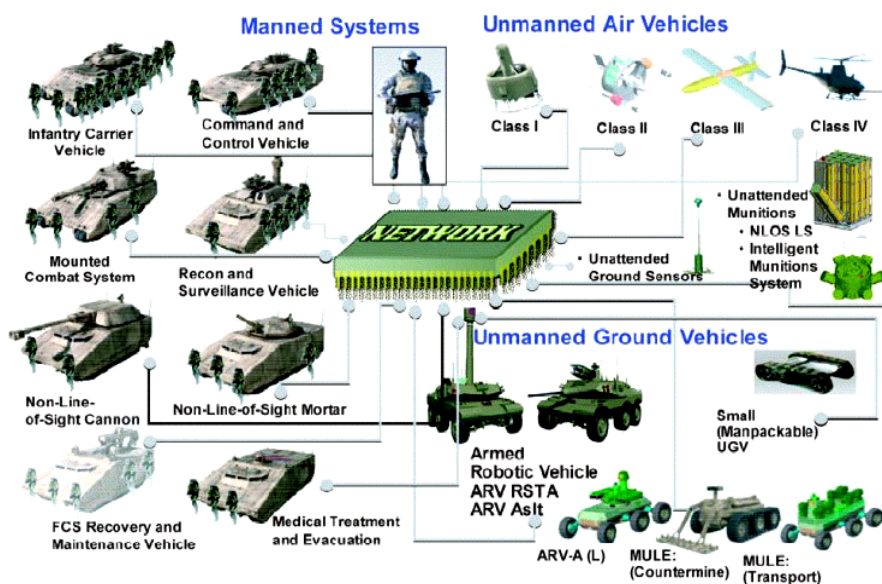 Manned Systems
Unmanned Air Vehicles
Infantry Carrier
Vehicle
Command and
Control Vehicle
Class I
Class II
Class III
Class IV
Mounted
Combat System
Recon and
Surveillance Vehicle
NETWORK
• Unattended
Ground Sensors
• Unattended
Munitions
• NLOS LS
• Intelligent
Munitions
System
Unmanned Ground Vehicles
Non-Line-
of-Sight Cannon
Non-Line-of-Sight Mortar
Small
(Manpackable)
UGV
Armed
Robotic Vehicle
ARV RSTA
ARV Aslt
FCS Recovery and
Maintenance Vehicle
Medical Treatment
and Evacuation
ARV-A (L)
MULE:
(Countermine)
MULE:
(Transport)